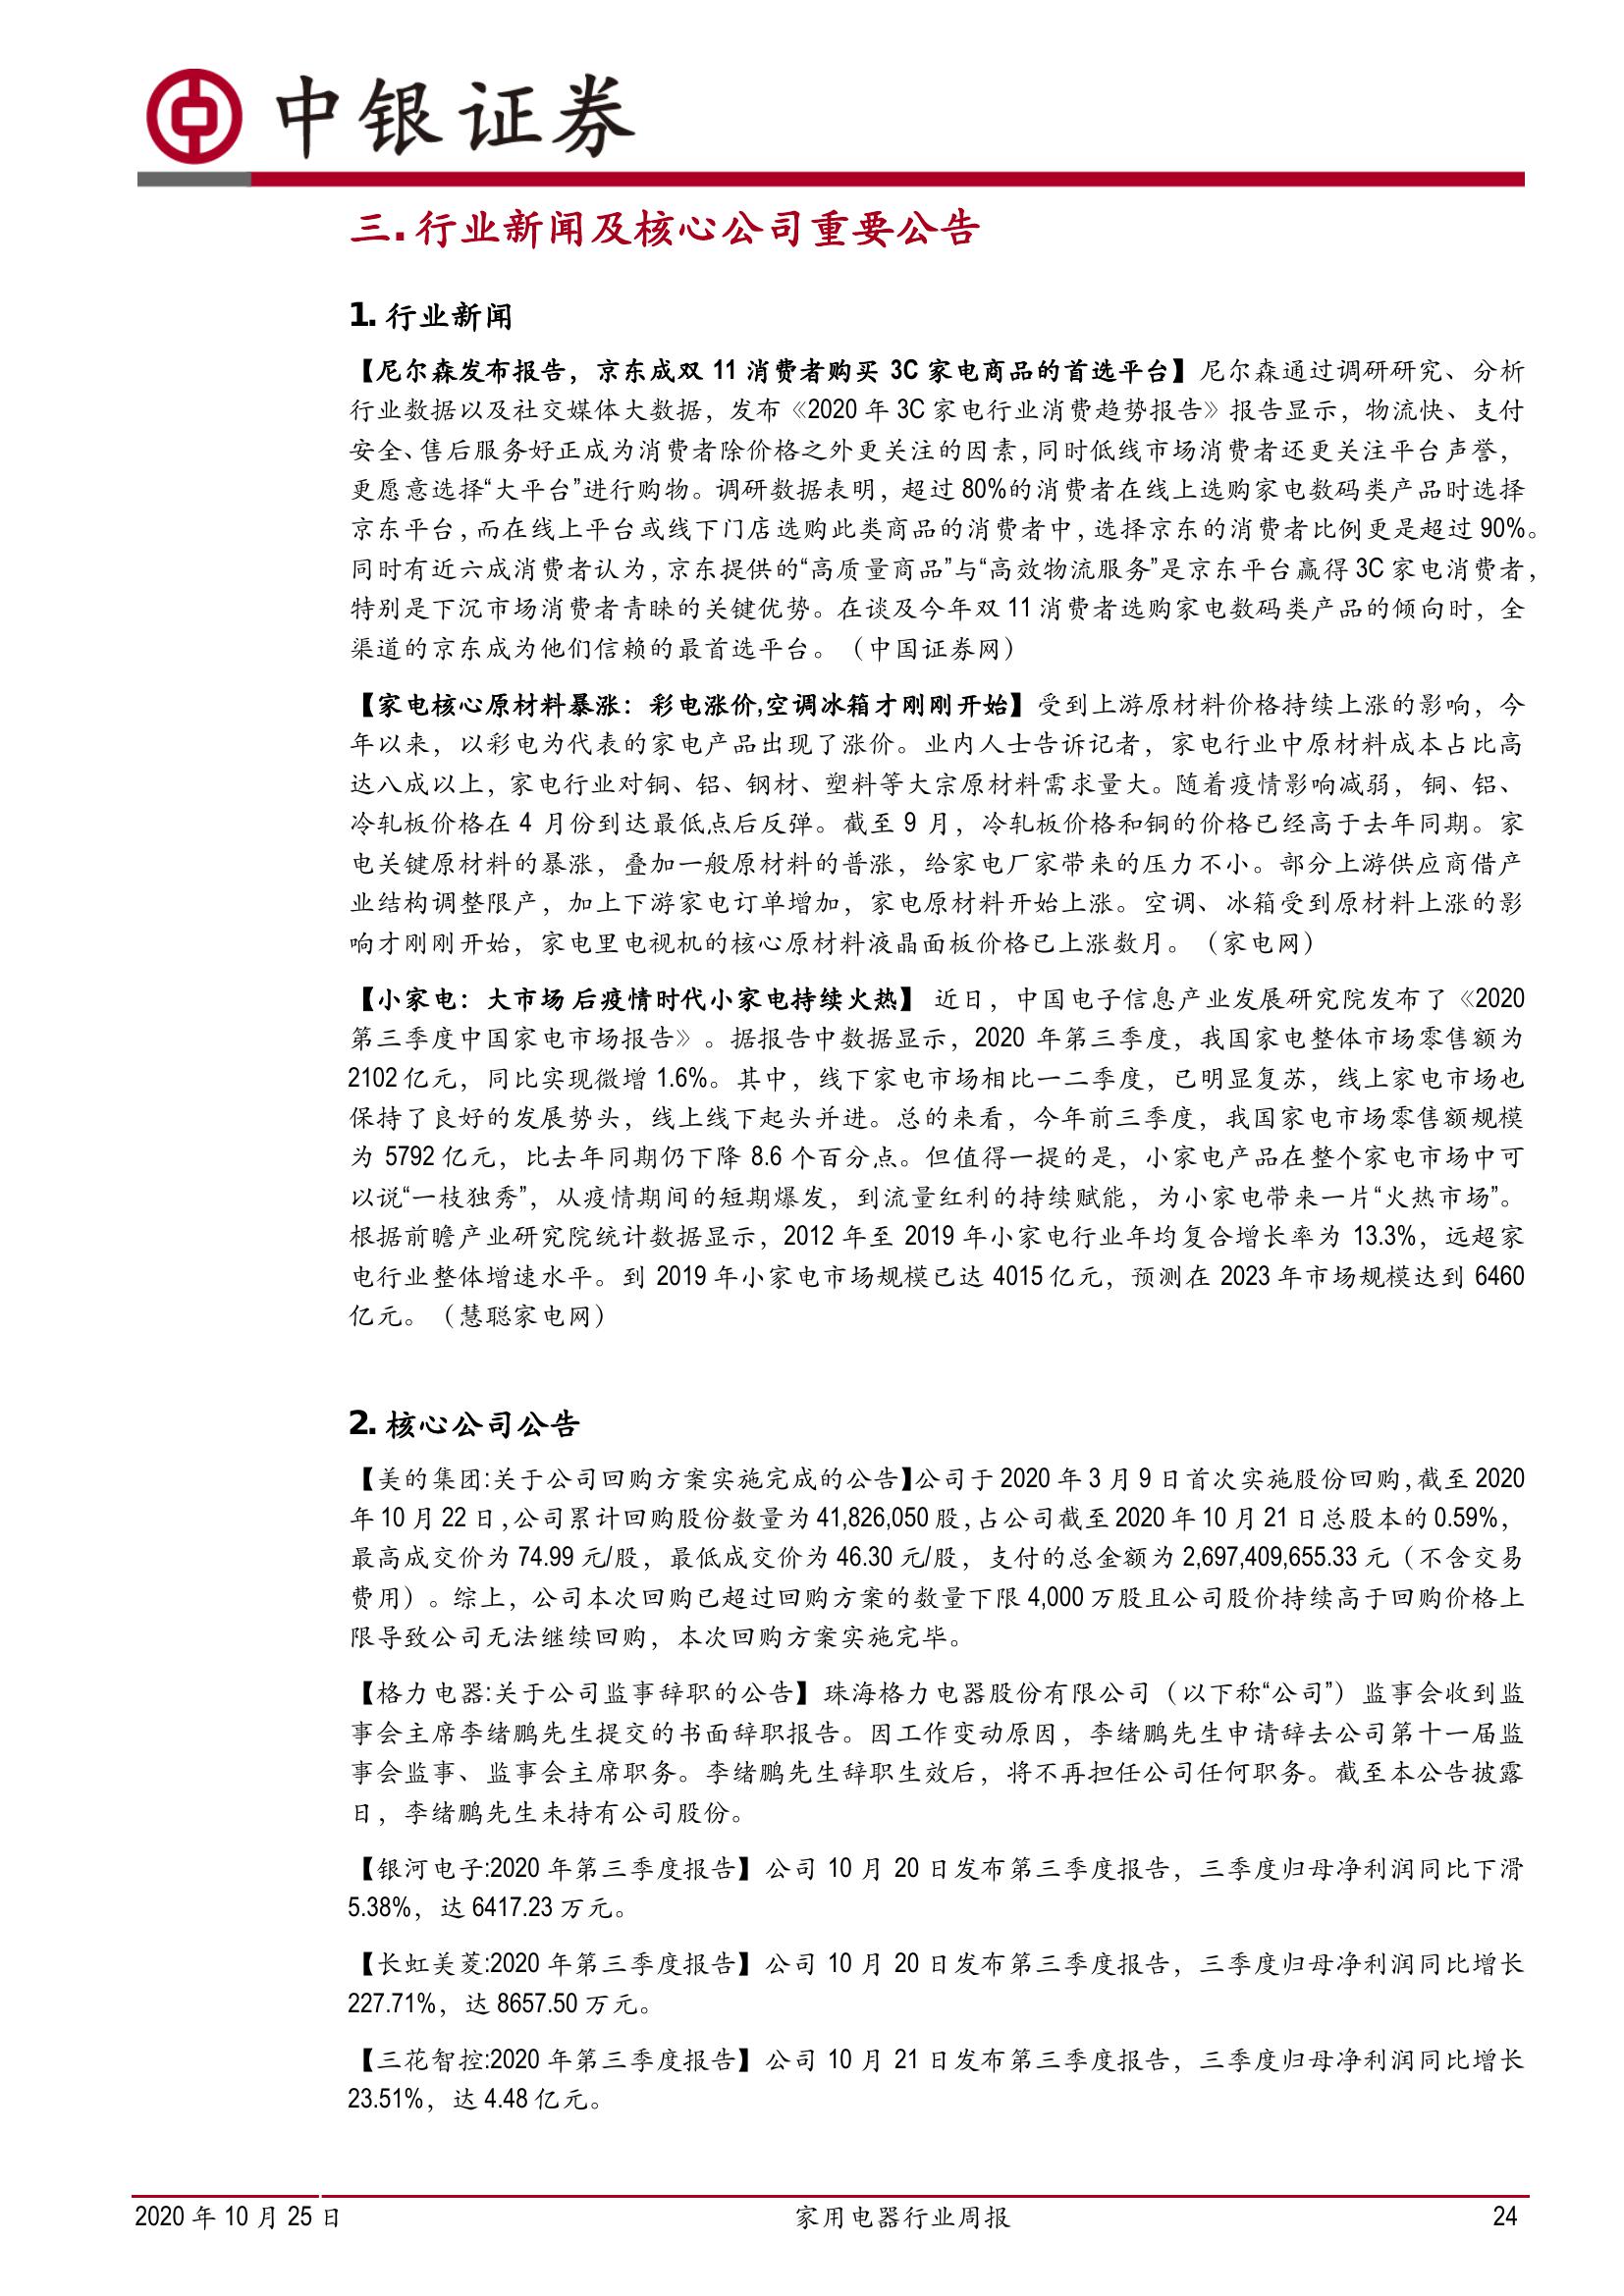 中银证券
三. 行业新闻及核心公司重要公告
1. 行业新闻
【尼尔森发布报告，京东成双 11 消费者购买 3C 家电商品的首选平台】尼尔森通过调研研究、分析
行业数据以及社交媒体大数据，发布《2020 年 3C 家电行业消费趋势报告》报告显示，物流快、支付
安全、售后服务好正成为消费者除价格之外更关注的因素，同时低线市场消费者还更关注平台声誉，
更愿意选择“大平台”进行购物。调研数据表明，超过 80%的消费者在线上选购家电数码类产品时选择
京东平台，而在线上平台或线下门店选购此类商品的消费者中，选择京东的消费者比例更是超过 90%。
同时有近六成消费者认为，京东提供的“高质量商品”与“高效物流服务”是京东平台赢得 3C 家电消费者，
特别是下沉市场消费者青睐的关键优势。在谈及今年双 11 消费者选购家电数码类产品的倾向时，全
渠道的京东成为他们信赖的最首选平台。（中国证券网）
【家电核心原材料暴涨：彩电涨价,空调冰箱才刚刚开始】受到上游原材料价格持续上涨的影响，今
年以来，以彩电为代表的家电产品出现了涨价。业内人士告诉记者，家电行业中原材料成本占比高
达八成以上，家电行业对铜、铝、钢材、塑料等大宗原材料需求量大。随着疫情影响减弱，铜、铝、
冷轧板价格在 4 月份到达最低点后反弹。截至 9 月，冷轧板价格和铜的价格已经高于去年同期。家
电关键原材料的暴涨，叠加一般原材料的普涨，给家电厂家带来的压力不小。部分上游供应商借产
业结构调整限产，加上下游家电订单增加，家电原材料开始上涨。空调、冰箱受到原材料上涨的影
响才刚刚开始，家电里电视机的核心原材料液晶面板价格已上涨数月。（家电网）
【小家电：大市场 后疫情时代小家电持续火热】 近日，中国电子信息产业发展研究院发布了《2020
第三季度中国家电市场报告》。据报告中数据显示，2020 年第三季度，我国家电整体市场零售额为
2102 亿元，同比实现微增 1.6%。其中，线下家电市场相比一二季度，已明显复苏，线上家电市场也
保持了良好的发展势头，线上线下起头并进。总的来看，今年前三季度，我国家电市场零售额规模
为 5792 亿元，比去年同期仍下降 8.6 个百分点。但值得一提的是，小家电产品在整个家电市场中可
以说“一枝独秀”，从疫情期间的短期爆发，到流量红利的持续赋能，为小家电带来一片“火热市场”。
根据前瞻产业研究院统计数据显示，2012 年至 2019 年小家电行业年均复合增长率为 13.3%，远超家
电行业整体增速水平。到 2019 年小家电市场规模已达 4015 亿元，预测在 2023 年市场规模达到 6460
亿元。（慧聪家电网）
2. 核心公司公告
【美的集团:关于公司回购方案实施完成的公告】公司于 2020 年 3 月 9 日首次实施股份回购，截至 2020
年 10 月 22 日，公司累计回购股份数量为 41,826,050 股，占公司截至 2020 年 10 月 21 日总股本的 0.59%，
最高成交价为 74.99 元/股，最低成交价为 46.30 元/股，支付的总金额为 2,697,409,655.33 元（不含交易
费用）。综上，公司本次回购已超过回购方案的数量下限 4,000 万股且公司股价持续高于回购价格上
限导致公司无法继续回购，本次回购方案实施完毕。
【格力电器:关于公司监事辞职的公告】珠海格力电器股份有限公司（以下称“公司”）监事会收到监
事会主席李绪鹏先生提交的书面辞职报告。因工作变动原因，李绪鹏先生申请辞去公司第十一届监
事会监事、监事会主席职务。李绪鹏先生辞职生效后，将不再担任公司任何职务。截至本公告披露
日，李绪鹏先生未持有公司股份。
【银河电子:2020 年第三季度报告】公司 10 月 20 日发布第三季度报告，三季度归母净利润同比下滑
5.38%，达 6417.23 万元。
【长虹美菱:2020 年第三季度报告】公司 10 月 20 日发布第三季度报告，三季度归母净利润同比增长
227.71%，达 8657.50 万元。
【三花智控:2020 年第三季度报告】公司 10 月 21 日发布第三季度报告，三季度归母净利润同比增长
23.51%，达 4.48 亿元。
2020 年 10 月 25 日 家用电器行业周报 24